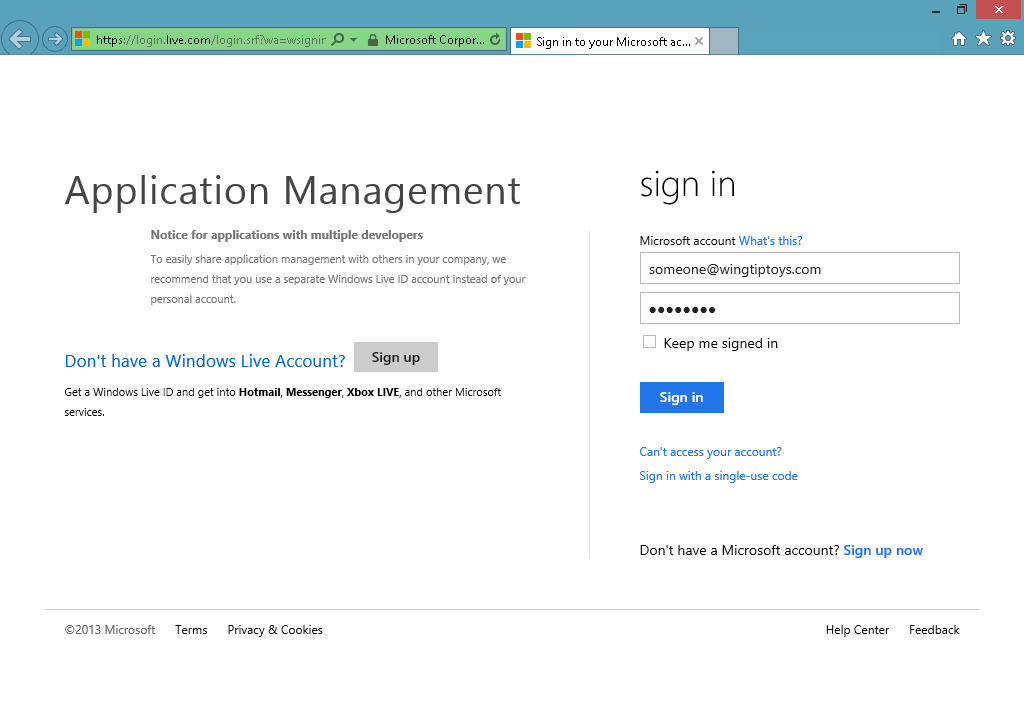 https://login.live.com/login.srf?wa=wsignir
Microsoft Corpor...
Sign in to your Microsoft ac...
Application Management
Notice for applications with multiple developers
To easily share application management with others in your company, we
recommend that you use a separate Windows Live ID account instead of your
personal account.
Don't have a Windows Live Account? Sign up
Get a Windows Live ID and get into Hotmail, Messenger, Xbox LIVE, and other Microsoft
services.
sign in
Microsoft account What's this?
someone@wingtiptoys.com
●●●●●●●●
Keep me signed in
Sign in
Can't access your account?
Sign in with a single-use code
Don't have a Microsoft account? Sign up now
©2013 Microsoft Terms Privacy & Cookies Help Center Feedback